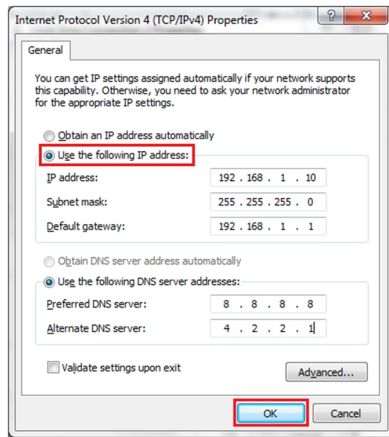 Internet Protocol Version 4 (TCP/IPv4) Properties
General
You can get IP settings assigned automatically if your network supports
this capability. Otherwise, you need to ask your network administrator
for the appropriate IP settings.
Obtain an IP address automatically
Use the following IP address:
IP address: 192 . 168 . 1 . 10
Subnet mask: 255 . 255 . 255 . 0
Default gateway: 192 . 168 . 1 . 1
Obtain DNS server address automatically
Use the following DNS server addresses:
Preferred DNS server: 8 . 8 . 8 . 8
Alternate DNS server: 4 . 2 . 2 . 1
Validate settings upon exit
Advanced...
OK Cancel